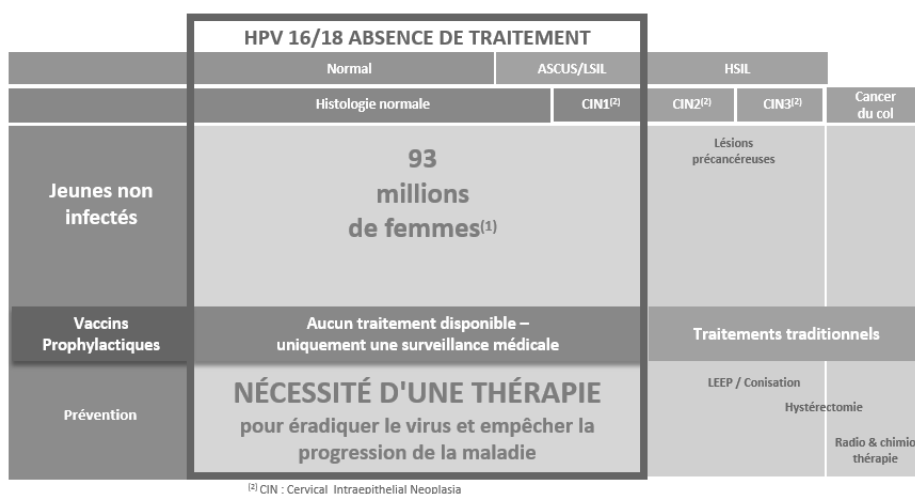 HPV 16/18 ABSENCE DE TRAITEMENT
Normal
ASCUS/LSIL
HSIL
Histologie normale
CIN1(2)
CIN2(2)
CIN3(2)
Cancer
du col
Jeunes non
infectés
93
millions
de femmes(1)
Lésions
précancéreuses
Vaccins
Prophylactiques
Aucun traitement disponible –
uniquement une surveillance médicale
Traitements traditionnels
Prévention
NÉCESSITÉ D'UNE THÉRAPIE
pour éradiquer le virus et empêcher la
progression de la maladie
LEEP / Conisation
Hystérectomie
Radio & chimio
thérapie
(2) CIN : Cervical Intraepithelial Neoplasia